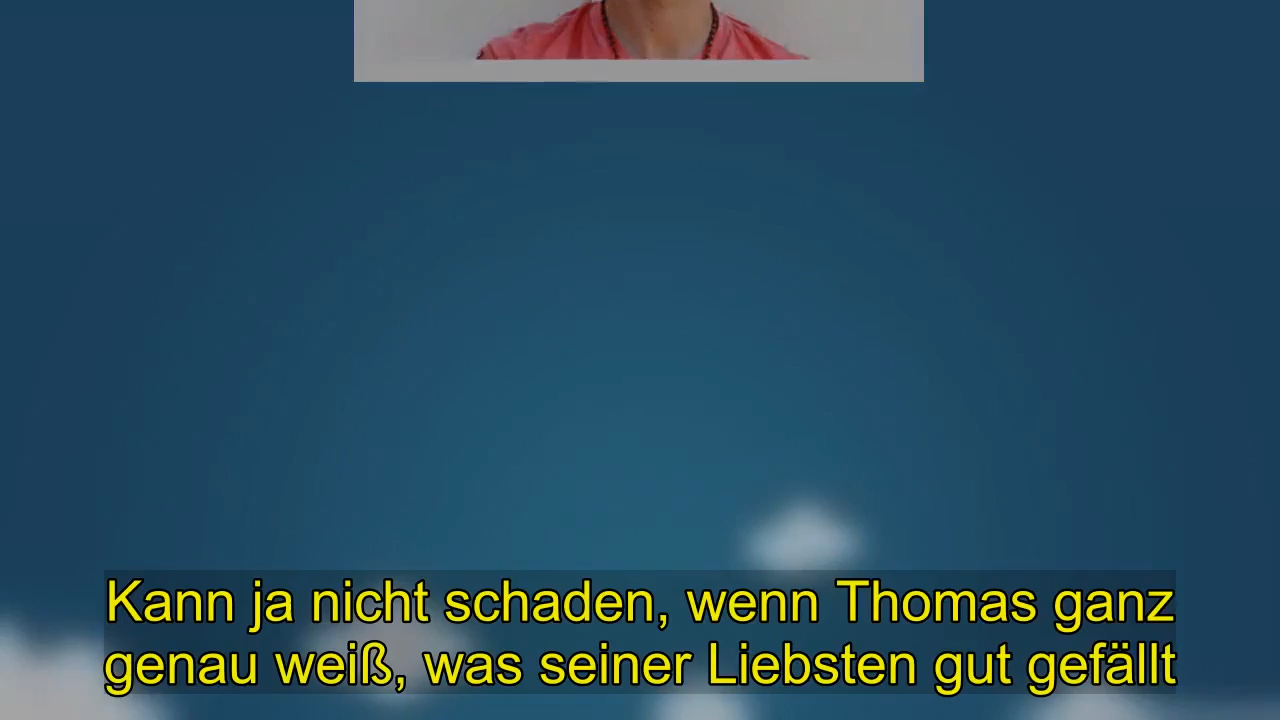 Kann ja nicht schaden, wenn Thomas ganz
genau weiß, was seiner Liebsten gut gefällt